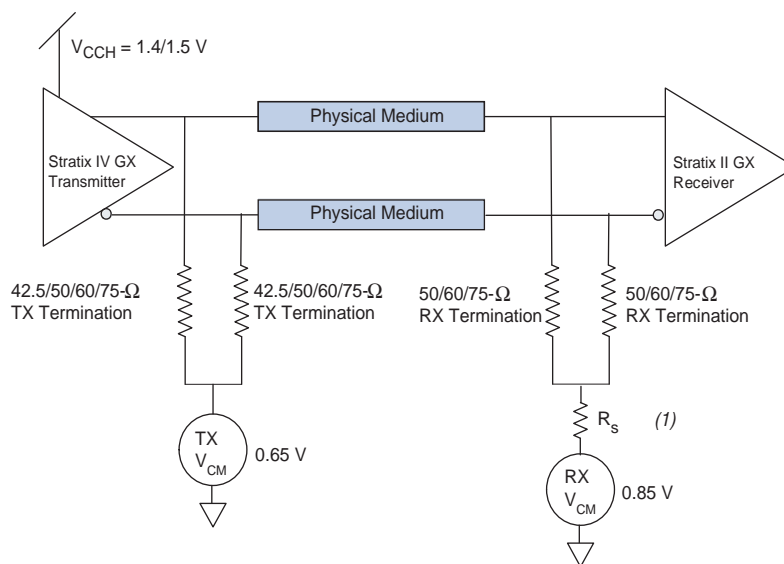 V_CCH = 1.4/1.5 V
Physical Medium
Stratix IV GX
Transmitter
Stratix II GX
Receiver
Physical Medium
42.5/50/60/75-Ω
TX Termination
42.5/50/60/75-Ω
TX Termination
50/60/75-Ω
RX Termination
50/60/75-Ω
RX Termination
R_s (1)
TX
V_CM
0.65 V
RX
V_CM
0.85 V